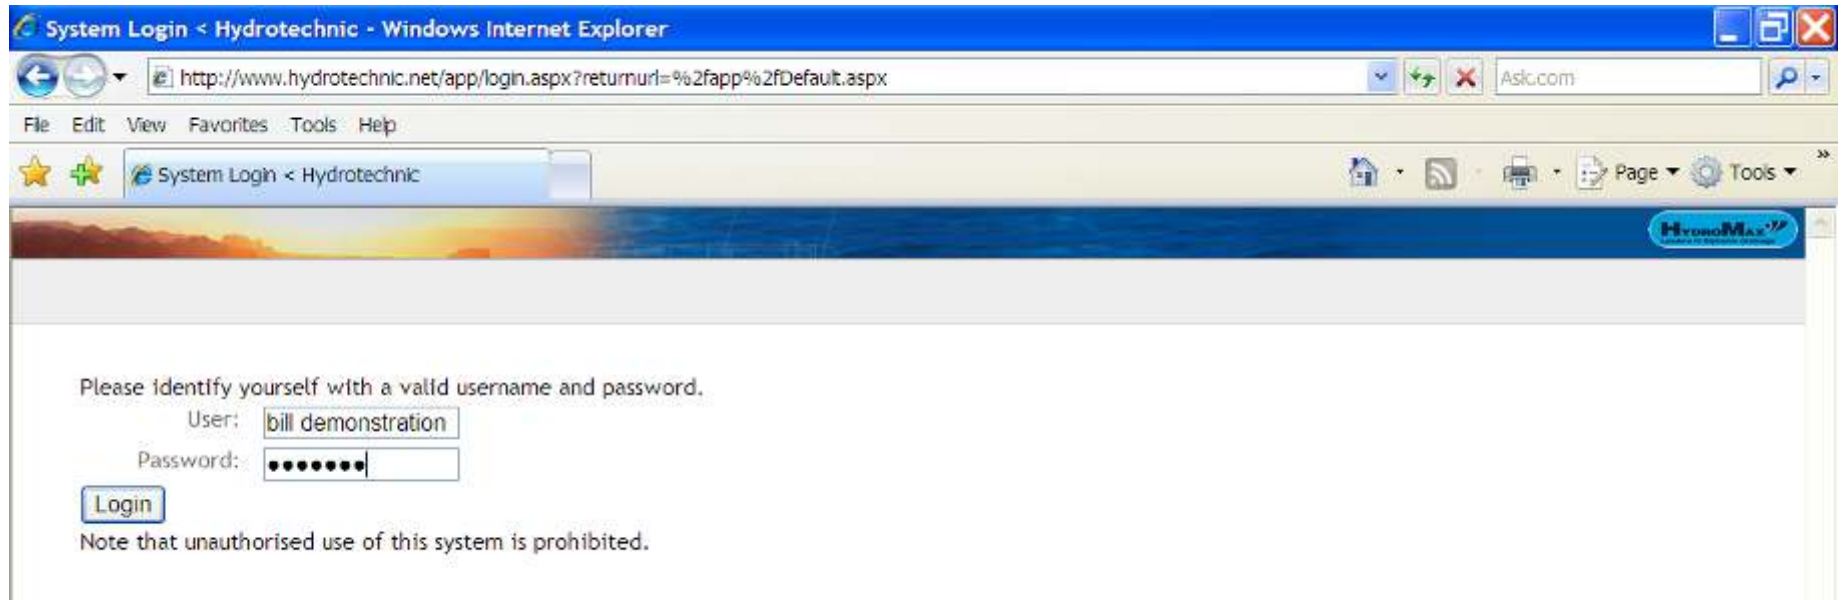 System Login < Hydrotechnic - Windows Internet Explorer
http://www.hydrotechnic.net/app/login.aspx?returnurl=%2fapp%2fDefault.aspx
Ask.com
File Edit View Favorites Tools Help
System Login < Hydrotechnic
Page Tools »
HYDROMAX
Please identify yourself with a valid username and password.
User: bill demonstration
Password: •••••••
Login
Note that unauthorised use of this system is prohibited.